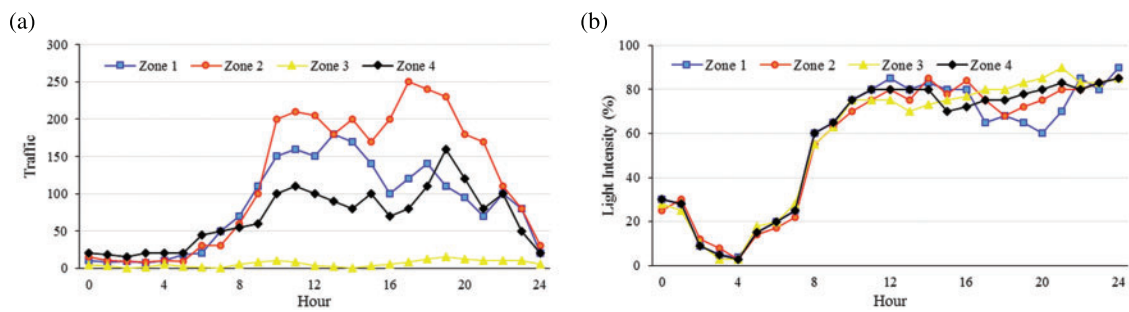 (a)
300
250
200
150
100
50
0
Traffic
Zone 1 Zone 2 Zone 3 Zone 4
0 4 8 12 16 20 24
Hour
(b)
100
80
60
40
20
0
Light Intensity (%)
Zone 1 Zone 2 Zone 3 Zone 4
0 4 8 12 16 20 24
Hour